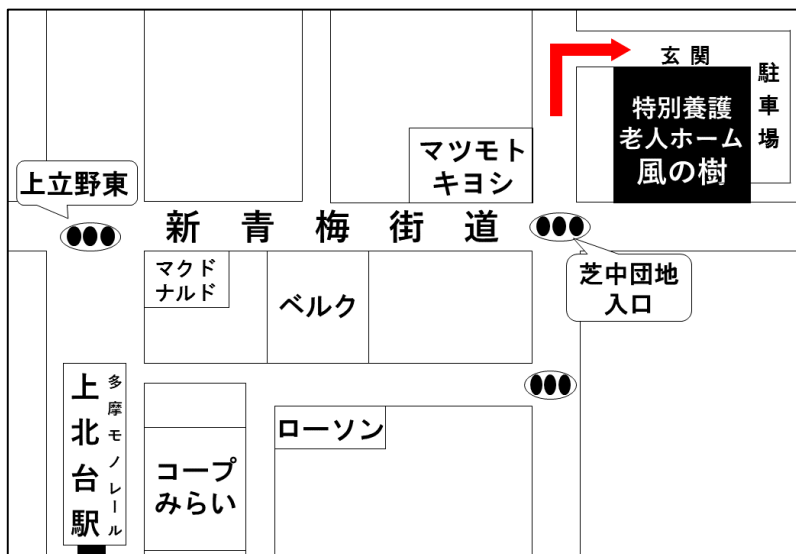 玄関
駐車場
特別養護
老人ホーム
風の樹
マツモト
キヨシ
上立野東
新青梅街道
芝中団地
入口
マクド
ナルド
ベルク
上北台駅
多摩モノレール
ローソン
コープ
みらい